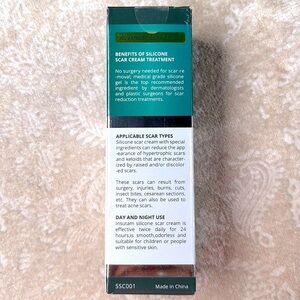 BENEFITS OF SILICONE
SCAR CREAM TREATMENT
No surgery needed for scar re
-moval; medical grade silicone
gel is the top recommended
ingredient by dermatologists
and plastic surgeons for scar
reduction treatments.
APPLICABLE SCAR TYPES
Silicone scar cream with special
ingredients can reduce the app
-earance of hypertrophic scars
and keloids that are character-
ized by raised and/or discolor
-ed scars.
These scars can result from
surgery, injuries, burns, cuts,
insect bites, cesarean sections,
etc. They can also be used to
treat acne scars.
DAY AND NIGHT USE
Insutam silicone scar cream is
effective twice daily for 24
hours,is smooth,odorless and
suitable for children or people
with sensitive skin.
SSC001 Made in China